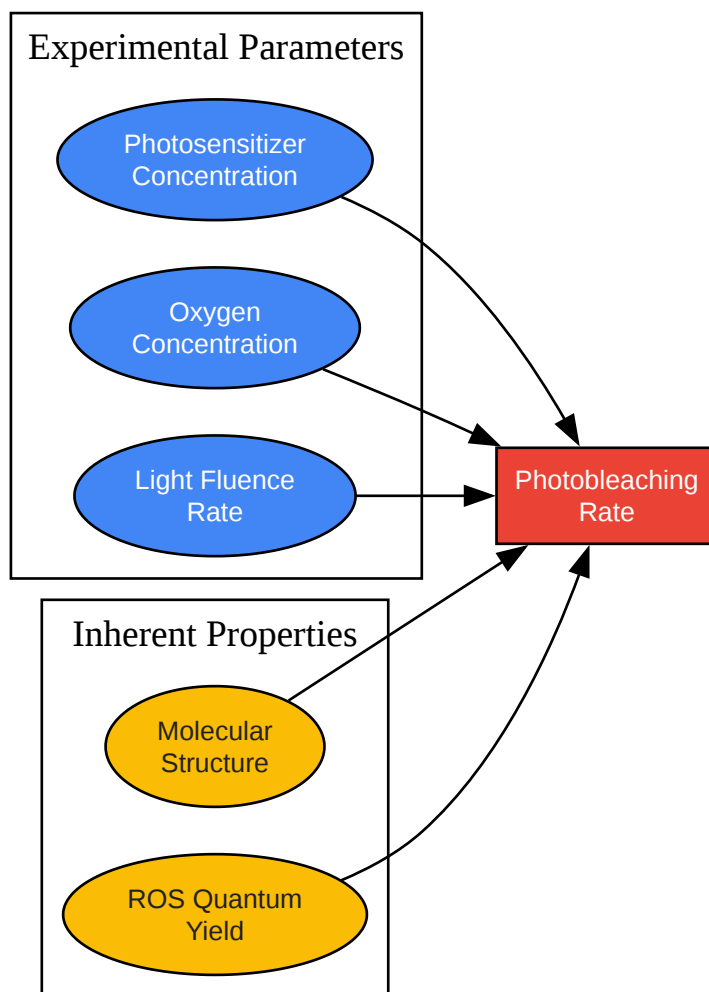 Experimental Parameters
Photosensitizer
Concentration
Oxygen
Concentration
Light Fluence
Rate
Photobleaching
Rate
Inherent Properties
Molecular
Structure
ROS Quantum
Yield